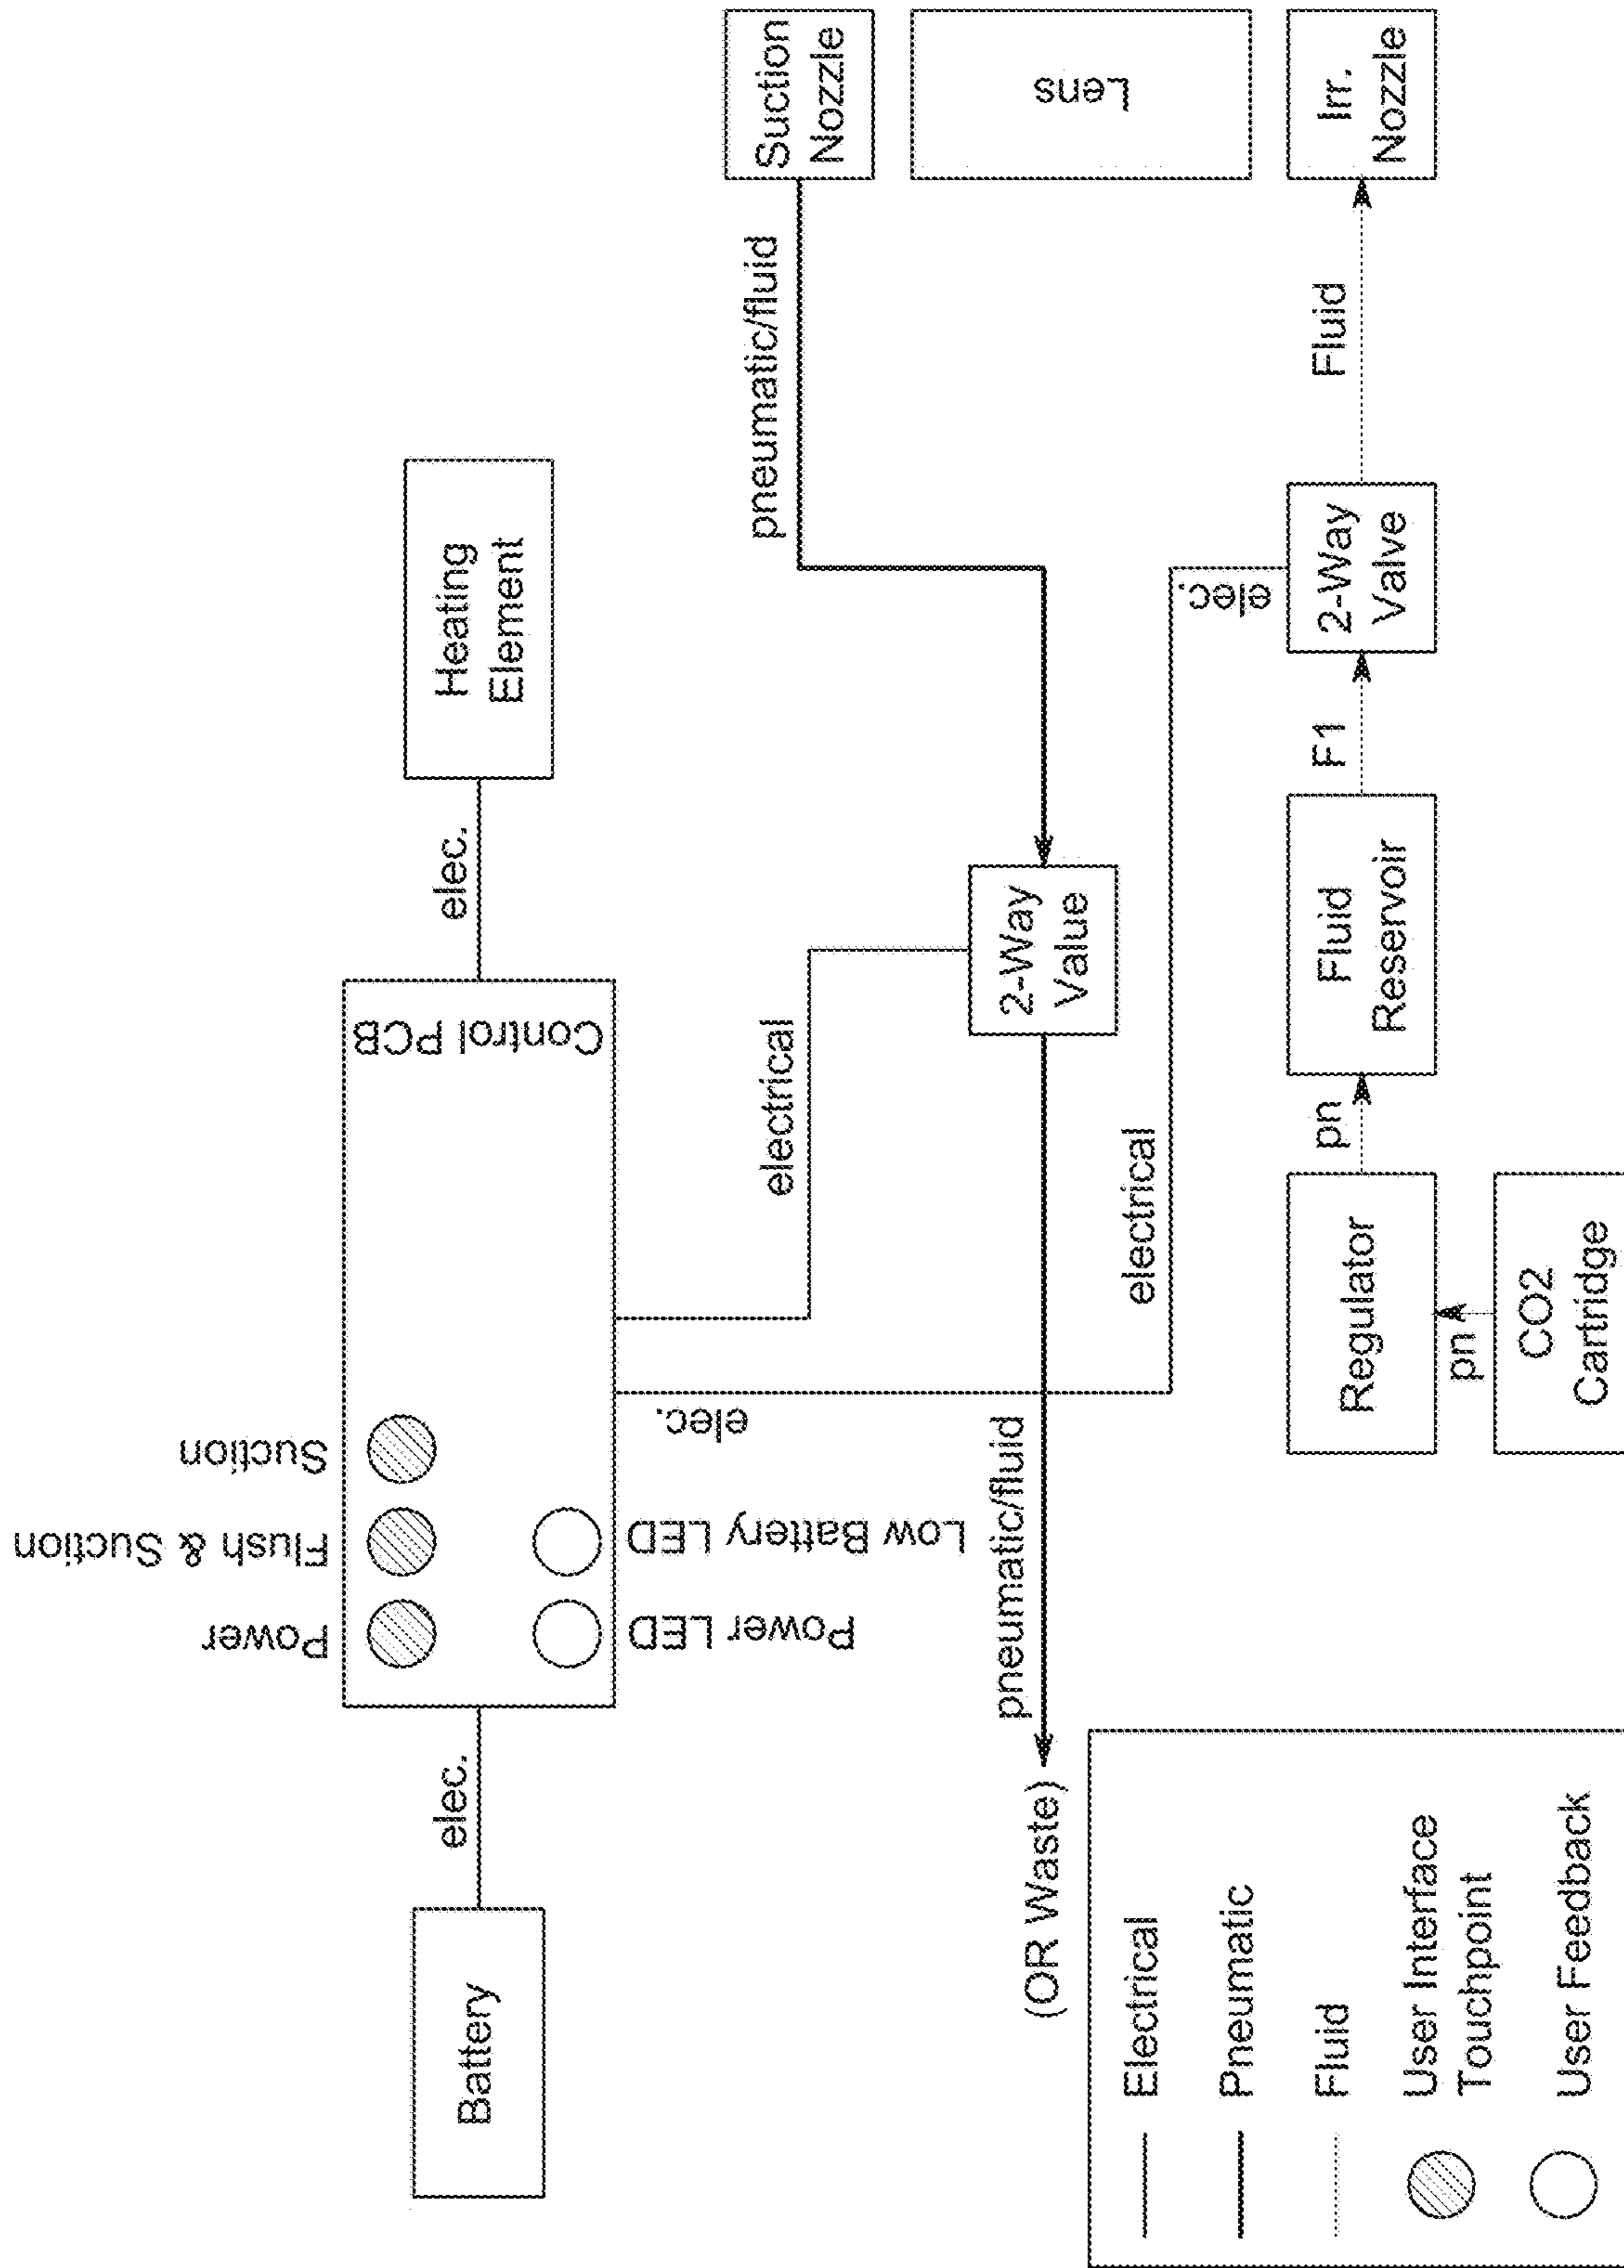 Battery
elec.
Power
Flush & Suction
Suction
Power LED
Low Battery LED
Control PCB
elec.
Heating
Element
elec.
electrical
pneumatic/fluid
Suction
Nozzle
Lens
(OR Waste)
pneumatic/fluid
2-Way
Value
electrical
elec.
CO2
Cartridge
pn
Regulator
pn
Fluid
Reservoir
F1
2-Way
Valve
Fluid
Irr.
Nozzle
Electrical
Pneumatic
Fluid
User Interface
Touchpoint
User Feedback